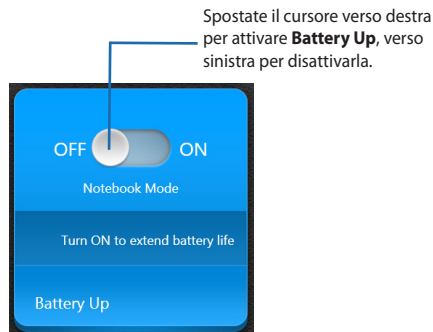 Spostate il cursore verso destra
per attivare Battery Up, verso
sinistra per disattivarla.
OFF ON
Notebook Mode
Turn ON to extend battery life
Battery Up